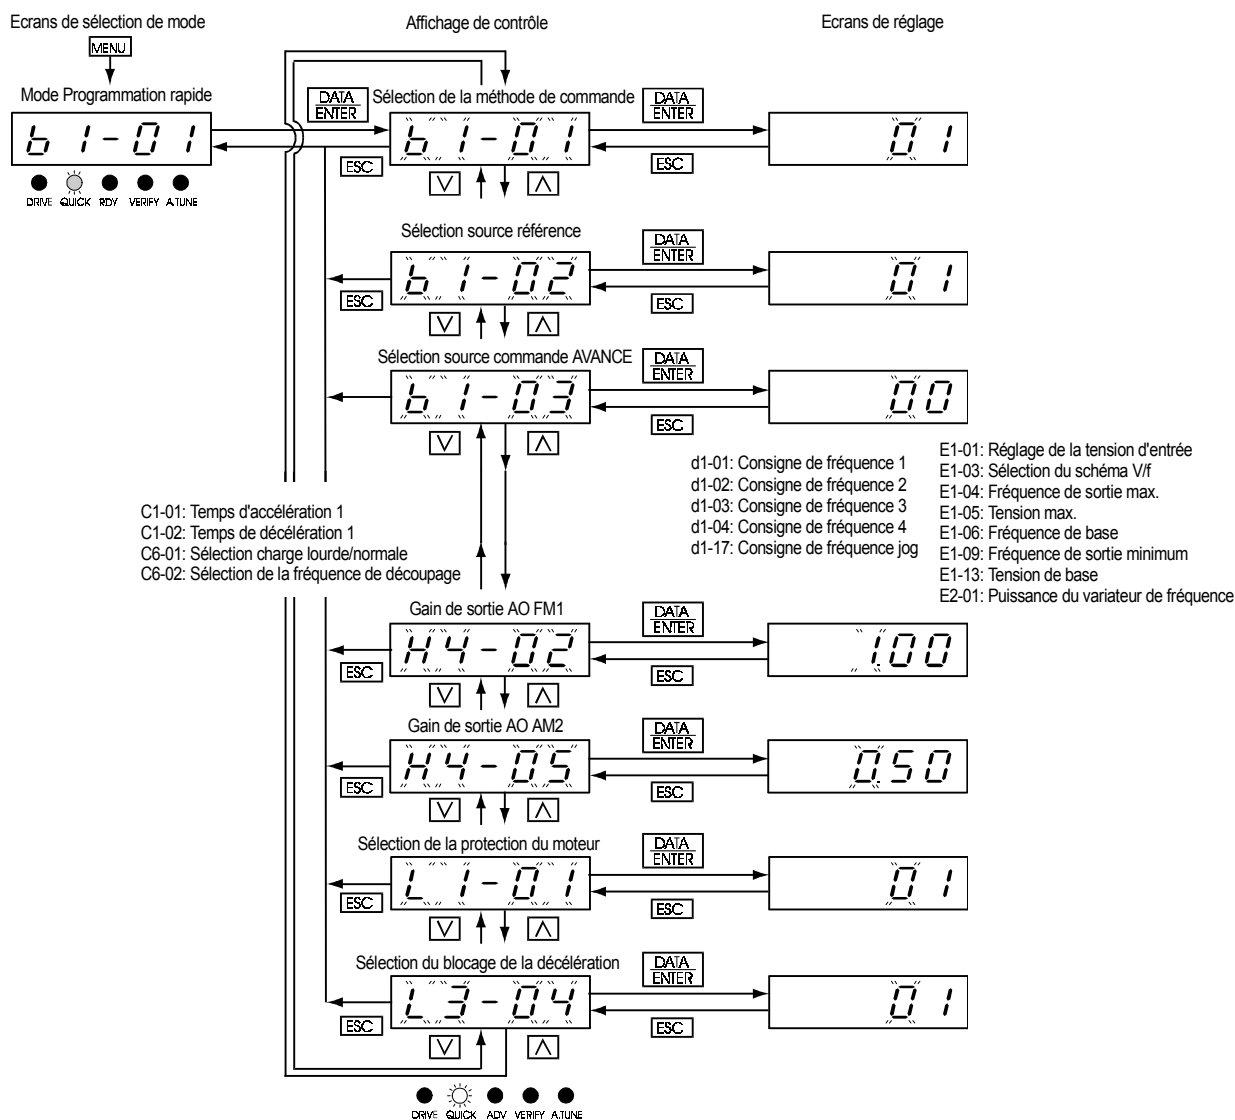 Ecrans de sélection de mode
Affichage de contrôle
Ecrans de réglage
MENU
Mode Programmation rapide
DATA
ENTER
Sélection de la méthode de commande
DATA
ENTER
b1-01
b1-01
01
ESC
ESC
DRIVE QUICK RDY VERIFY A.TUNE
Sélection source référence
DATA
ENTER
b1-02
01
ESC
ESC
Sélection source commande AVANCE
DATA
ENTER
b1-03
00
ESC
C1-01: Temps d'accélération 1
C1-02: Temps de décélération 1
C6-01: Sélection charge lourde/normale
C6-02: Sélection de la fréquence de découpage
d1-01: Consigne de fréquence 1
d1-02: Consigne de fréquence 2
d1-03: Consigne de fréquence 3
d1-04: Consigne de fréquence 4
d1-17: Consigne de fréquence jog
E1-01: Réglage de la tension d'entrée
E1-03: Sélection du schéma V/f
E1-04: Fréquence de sortie max.
E1-05: Tension max.
E1-06: Fréquence de base
E1-09: Fréquence de sortie minimum
E1-13: Tension de base
E2-01: Puissance du variateur de fréquence
Gain de sortie AO FM1
DATA
ENTER
H4-02
1.00
ESC
ESC
Gain de sortie AO AM2
DATA
ENTER
H4-05
0.50
ESC
ESC
Sélection de la protection du moteur
DATA
ENTER
L1-01
01
ESC
ESC
Sélection du blocage de la décélération
DATA
ENTER
L3-04
01
ESC
ESC
DRIVE QUICK ADV VERIFY A.TUNE